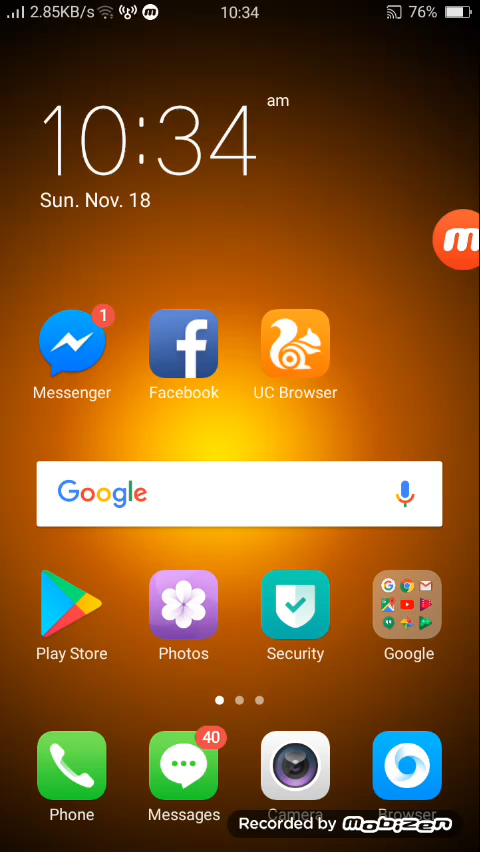 2.85KB/s 10:34 76%
am
10:34
Sun. Nov. 18
m
1
Messenger Facebook UC Browser
Google
Play Store Photos Security Google
40
Phone Messages Camera Browser
Recorded by mobizen